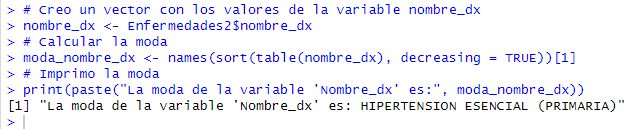 > # Creo un vector con los valores de la variable nombre_dx
> nombre_dx <- Enfermedades2$nombre_dx
> # Calcular la moda
> moda_nombre_dx <- names(sort(table(nombre_dx), decreasing = TRUE))[1]
> # Imprimo la moda
> print(paste("La moda de la variable 'Nombre_dx' es:", moda_nombre_dx))
[1] "La moda de la variable 'Nombre_dx' es: HIPERTENSION ESENCIAL (PRIMARIA)"
>